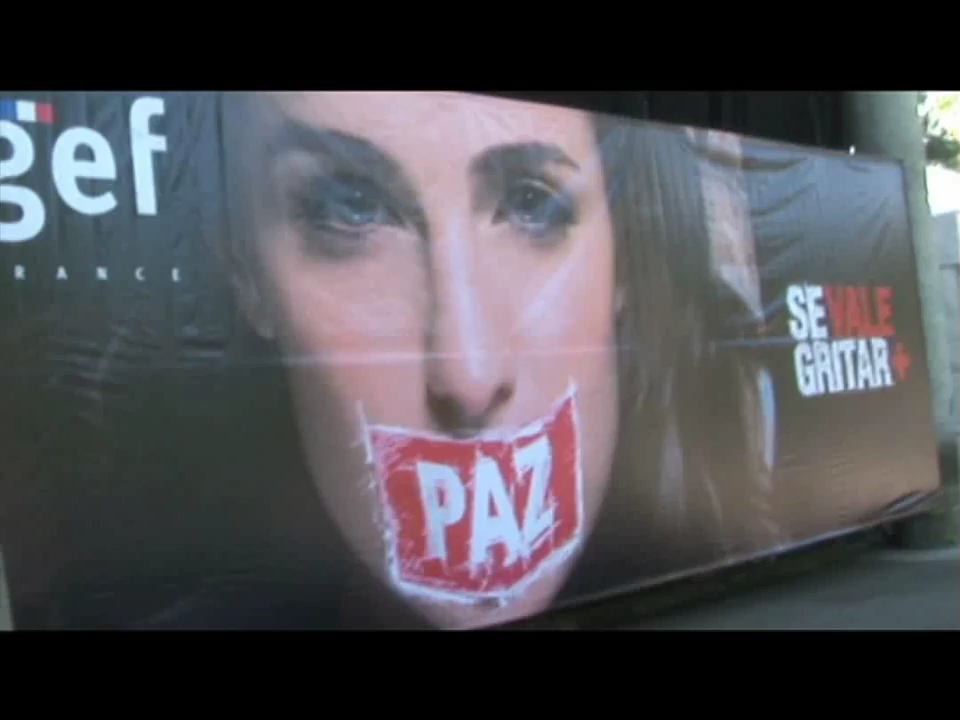 gef
RANCE
PAZ
SE VALE
GRITAR+